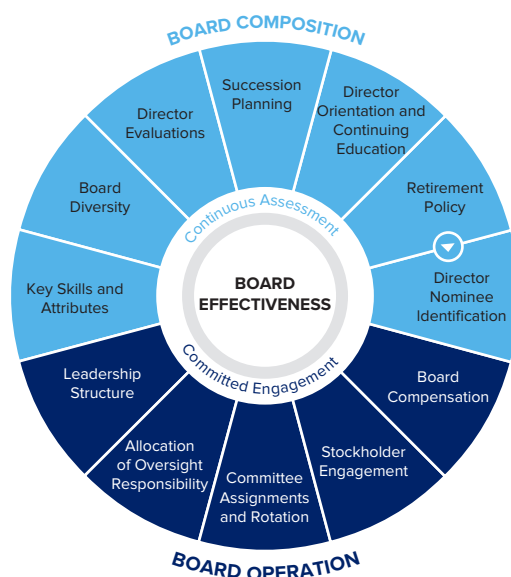 BOARD COMPOSITION
Succession
Planning
Director
Orientation and
Continuing
Education
Director
Evaluations
Retirement
Policy
Board
Diversity
Continuous Assessment
Key Skills and
Attributes
BOARD
EFFECTIVENESS
Director
Nominee
Identification
Committed Engagement
Leadership
Structure
Board
Compensation
Allocation
of Oversight
Responsibility
Stockholder
Engagement
Committee
Assignments
and Rotation
BOARD OPERATION